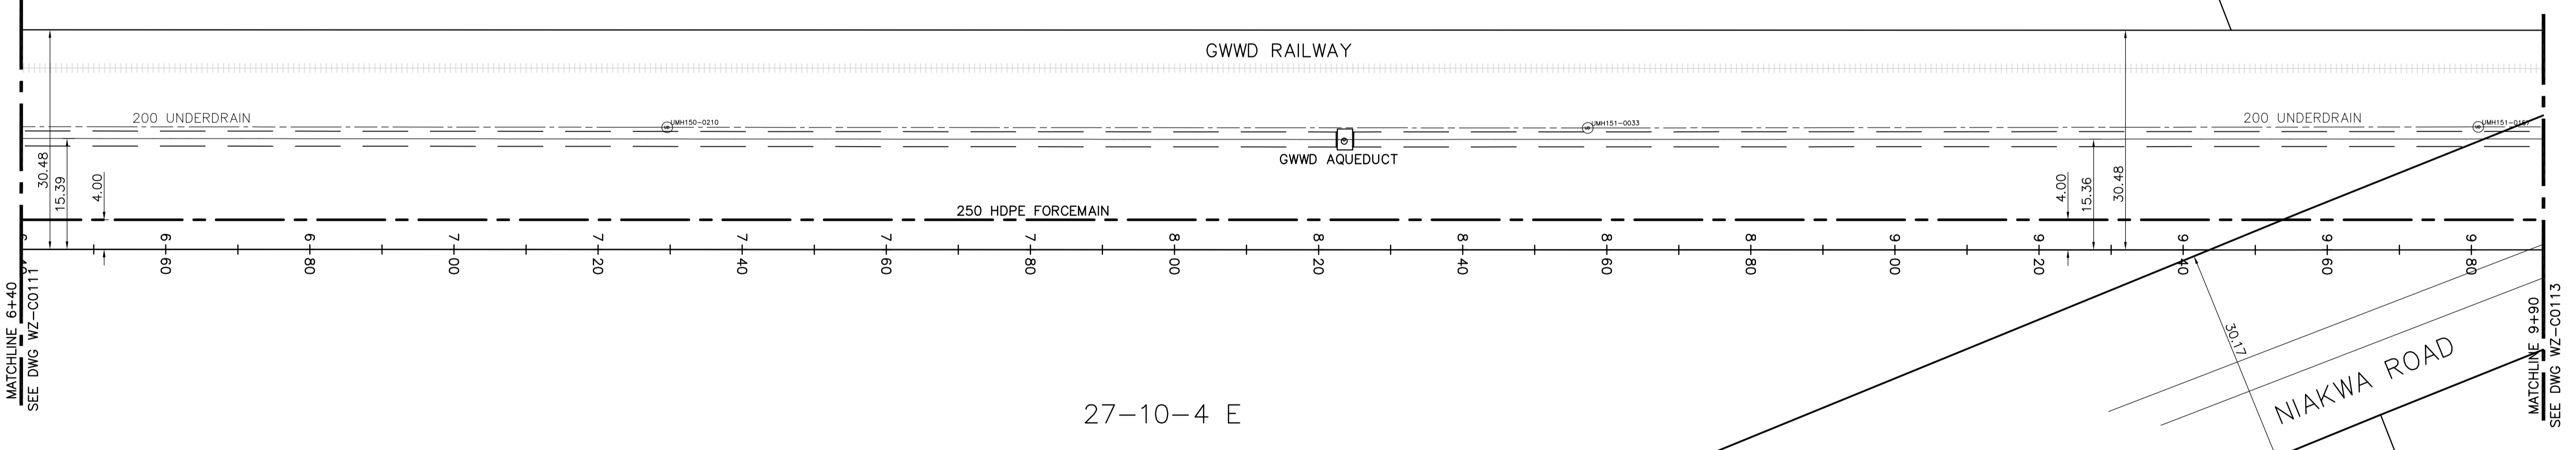 GWWD RAILWAY
200 UNDERDRAIN
UMH150-0210
UMH151-0033
200 UNDERDRAIN
UMH151-0157
GWWD AQUEDUCT
30.48
15.39
4.00
4.00
15.36
30.48
250 HDPE FORCEMAIN
6 60
6 80
7 00
7 20
7 40
7 60
7 80
8 00
8 20
8 40
8 60
8 80
9 00
9 20
9 40
9 60
9 80
MATCHLINE 6+40
SEE DWG WZ-C0111
30.17
NIAKWA ROAD
27-10-4 E
MATCHLINE 9+90
SEE DWG WZ-C0113